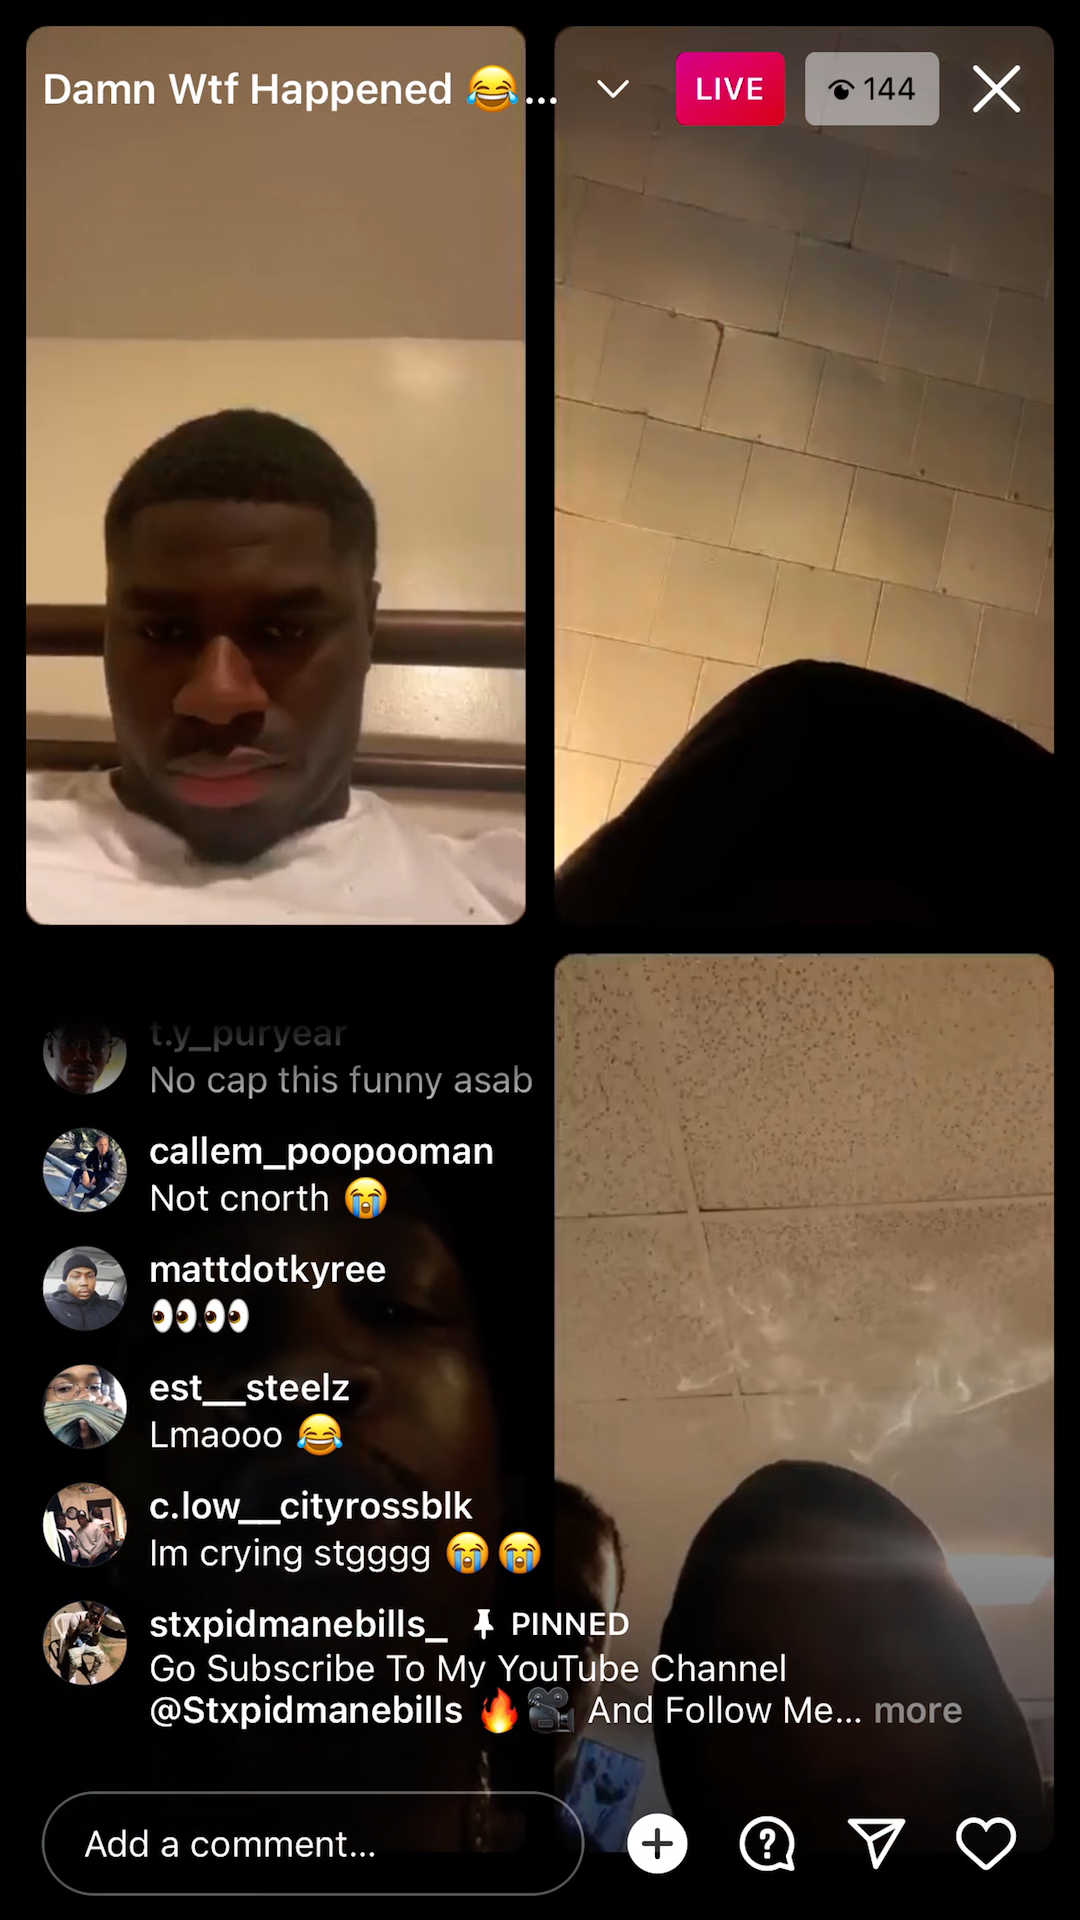 Damn Wtf Happened 😂...
LIVE
144
t.y_puryear
No cap this funny asab
callem_poopooman
Not cnorth 😭
mattdotkyree
👀👀
est__steelz
Lmaooo 😂
c.low__cityrossblk
Im crying stgggg 😭😭
stxpidmanebills_ 📌 PINNED
Go Subscribe To My YouTube Channel
@Stxpidmanebills 🔥🎥 And Follow Me... more
Add a comment...